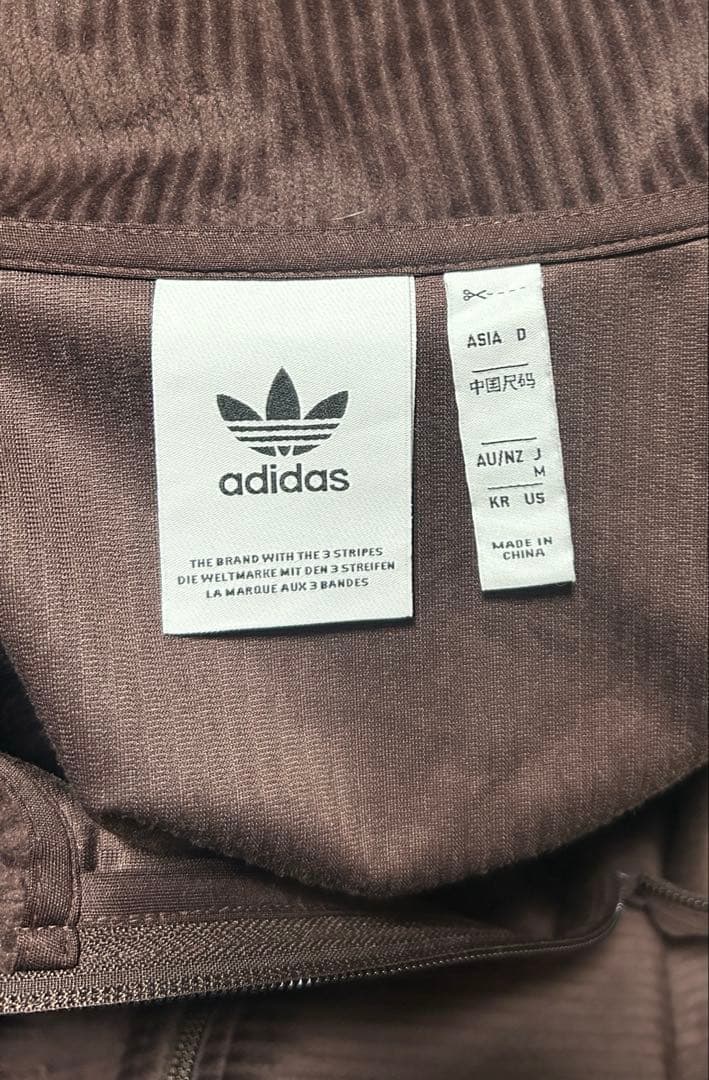 adidas
THE BRAND WITH THE 3 STRIPES
DIE WELTMARKE MIT DEN 3 STREIFEN
LA MARQUE AUX 3 BANDES
ASIA D
中国尺码
AU/NZ J
M
KR US
MADE IN
CHINA